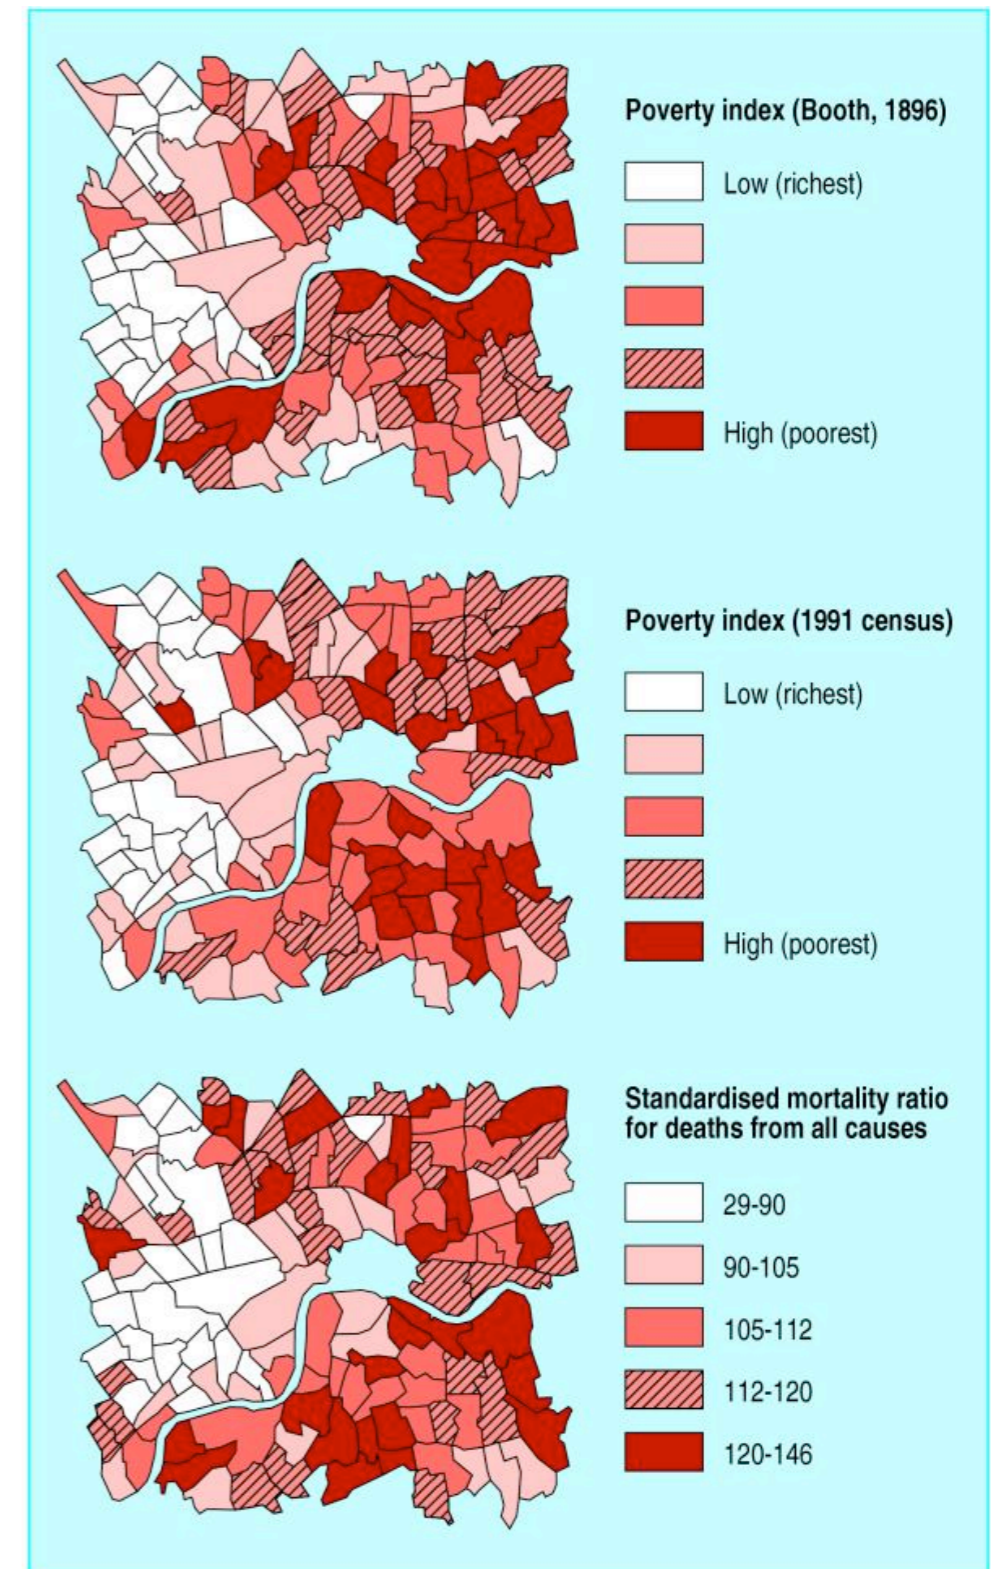 Poverty index (Booth, 1896)
Low (richest)
High (poorest)
Poverty index (1991 census)
Low (richest)
High (poorest)
Standardised mortality ratio
for deaths from all causes
29-90
90-105
105-112
112-120
120-146